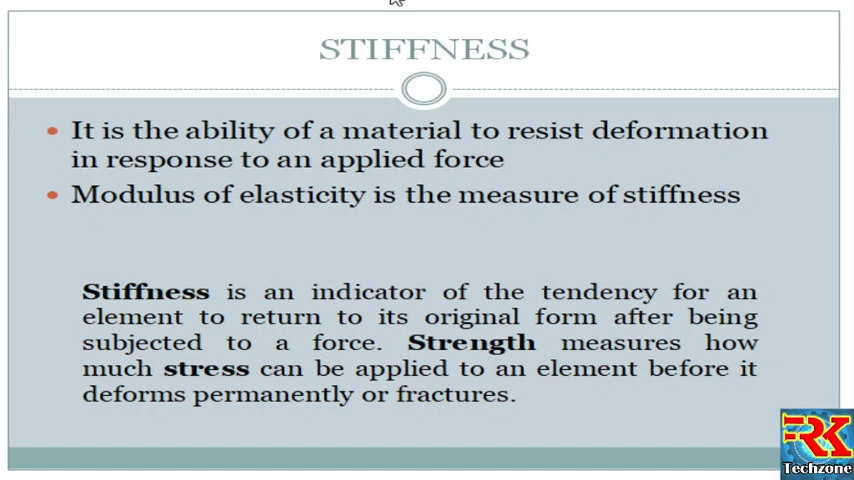 STIFFNESS
• It is the ability of a material to resist deformation
in response to an applied force
• Modulus of elasticity is the measure of stiffness
Stiffness is an indicator of the tendency for an
element to return to its original form after being
subjected to a force. Strength measures how
much stress can be applied to an element before it
deforms permanently or fractures.
RK
Techzone